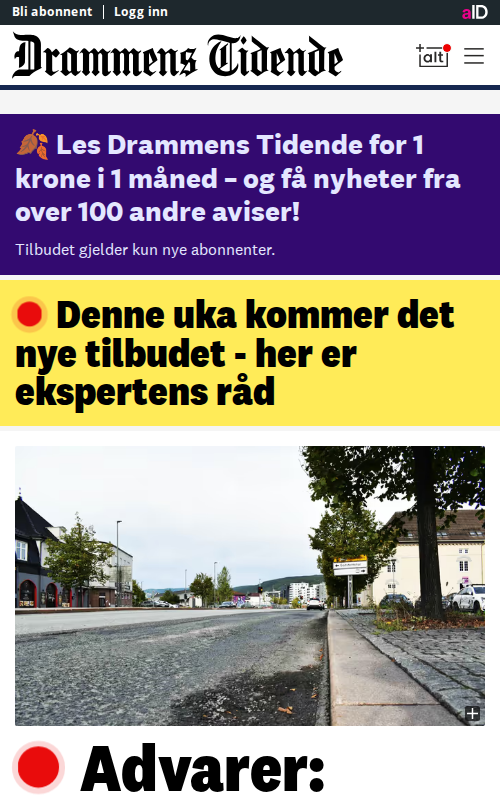 Bli abonnent | Logg inn
aID
Drammens Tidende
+alt
Les Drammens Tidende for 1
krone i 1 måned – og få nyheter fra
over 100 andre aviser!
Tilbudet gjelder kun nye abonnenter.
Denne uka kommer det
nye tilbudet - her er
ekspertens råd
Advarer: